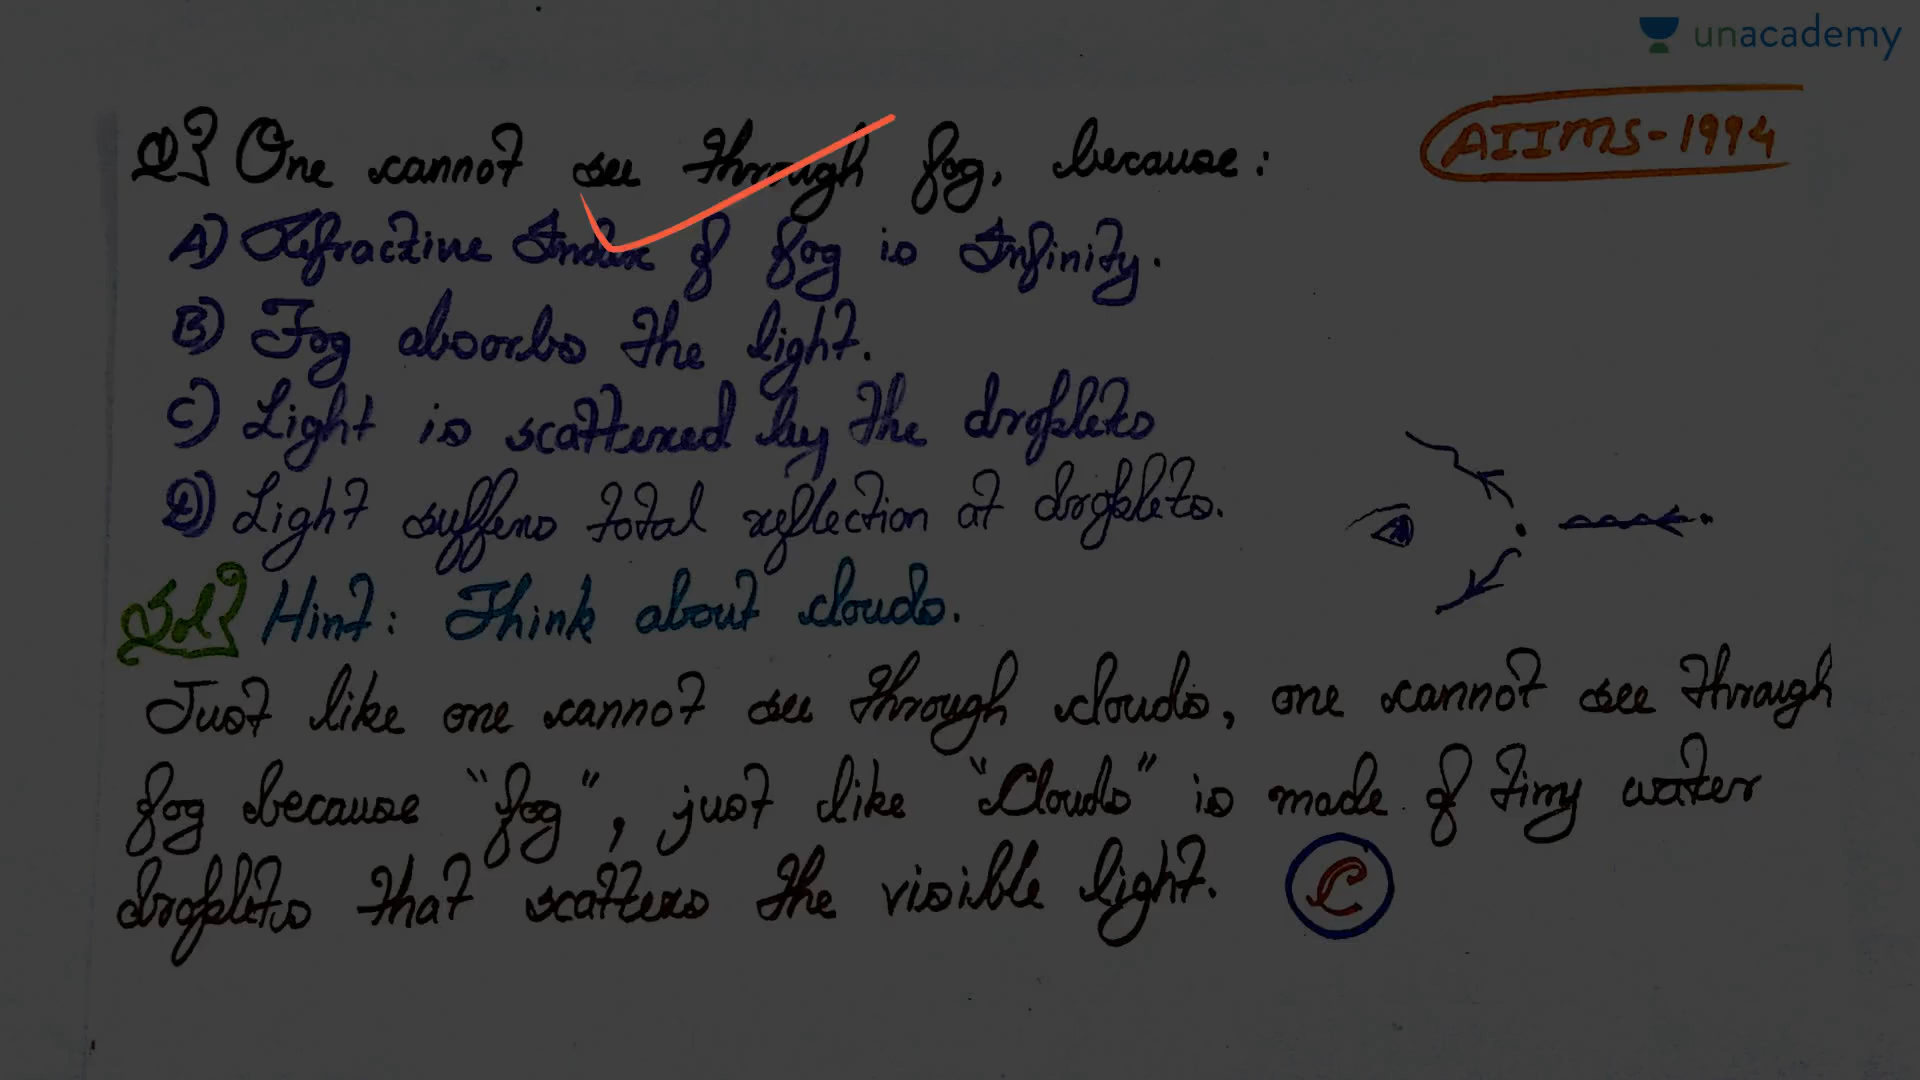 unacademy
Q} One cannot see through fog, because:
AIIMS-1994
A) Refractive Index of fog is Infinity.
B) Fog absorbs the light.
C) Light is scattered by the droplets
D) Light suffers total reflection at droplets.
Sol} Hint: Think about clouds.
Just like one cannot see through clouds, one cannot see through
fog because "fog", just like "Clouds" is made of tiny water
droplets that scatters the visible light. C